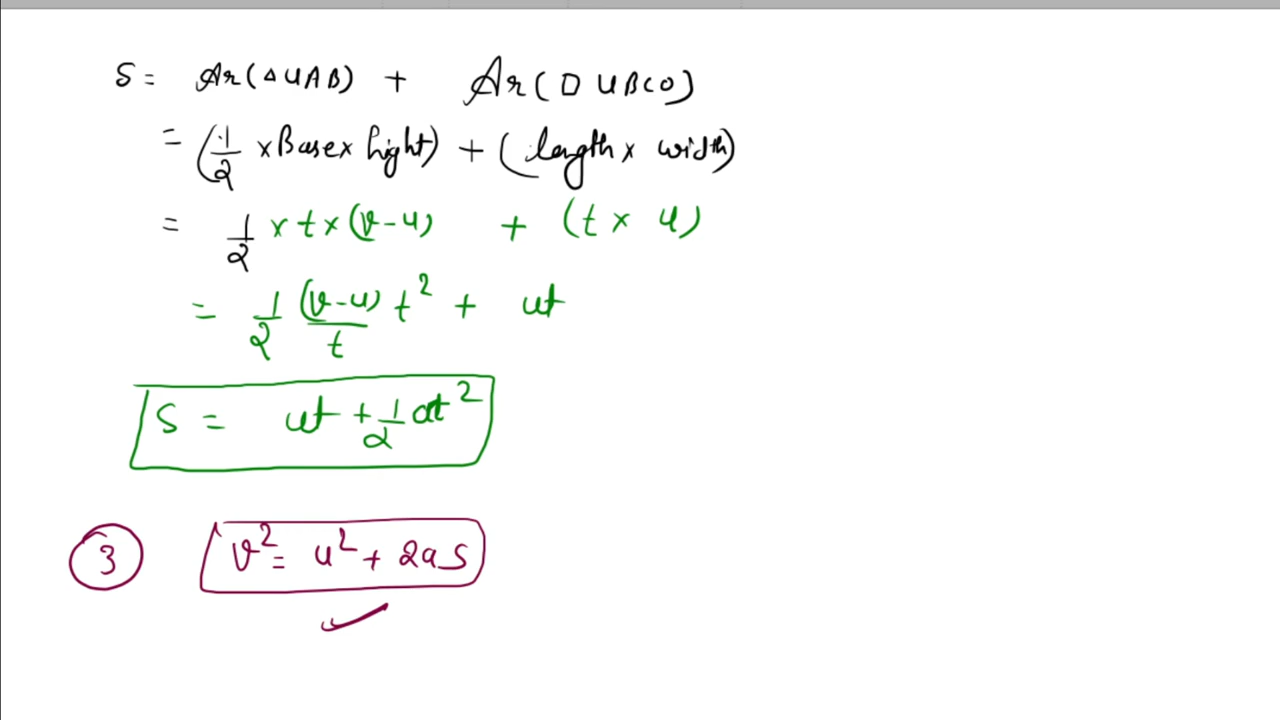 S = Ar(△UAB) + Ar(□UBCO)
= (1/2 × Base × hight) + (length × width)
= 1/2 × t × (v-u) + (t × u)
= 1/2 (v-u)/t t² + ut
S = ut + 1/2 at²
3 v² = u² + 2as